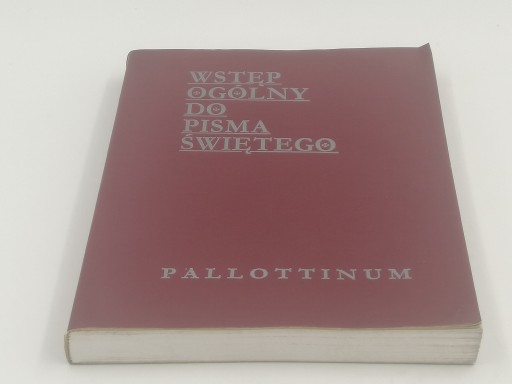 WSTĘP
OGÓLNY
DO
PISMA
ŚWIĘTEGO
PALLOTTINUM